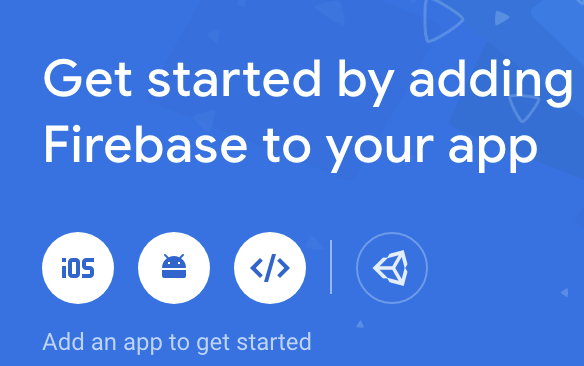 Get started by adding
Firebase to your app
iOS
Add an app to get started